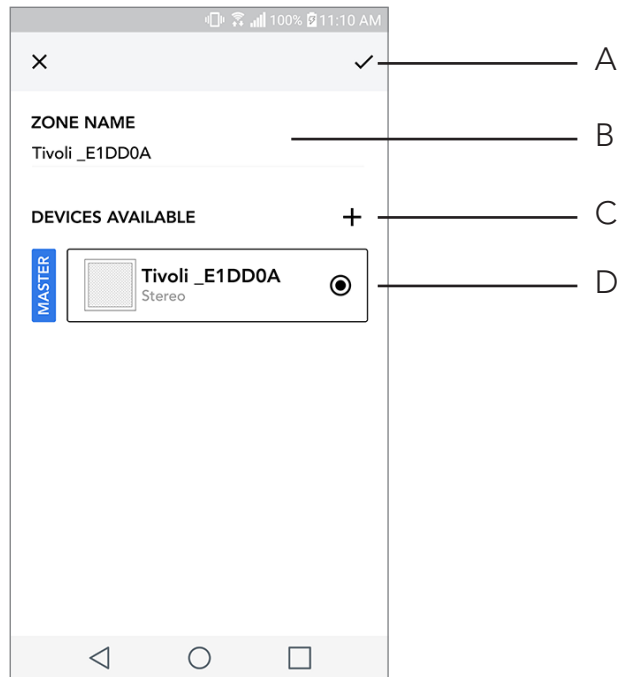 100% 11:10 AM
A
ZONE NAME
B
Tivoli _E1DD0A
DEVICES AVAILABLE
C
MASTER
Tivoli _E1DD0A
Stereo
D